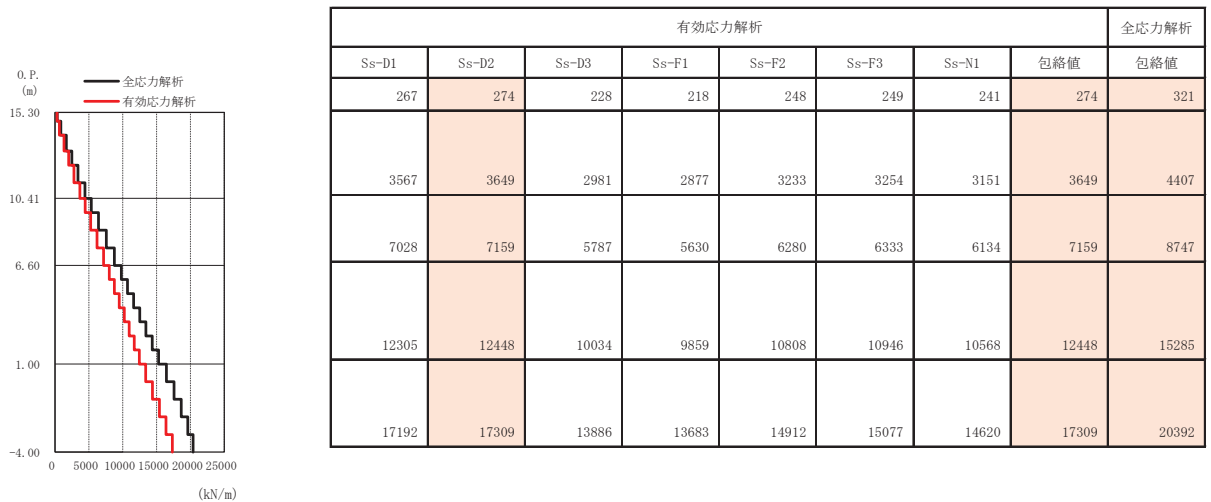 O.P.
(m)
全応力解析
有効応力解析
15.30
10.41
6.60
1.00
-4.00
0 5000 10000 15000 20000 25000
(kN/m)
有効応力解析 全応力解析
Ss-D1 Ss-D2 Ss-D3 Ss-F1 Ss-F2 Ss-F3 Ss-N1 包絡値 包絡値
267 274 228 218 248 249 241 274 321
3567 3649 2981 2877 3233 3254 3151 3649 4407
7028 7159 5787 5630 6280 6333 6134 7159 8747
12305 12448 10034 9859 10808 10946 10568 12448 15285
17192 17309 13886 13683 14912 15077 14620 17309 20392